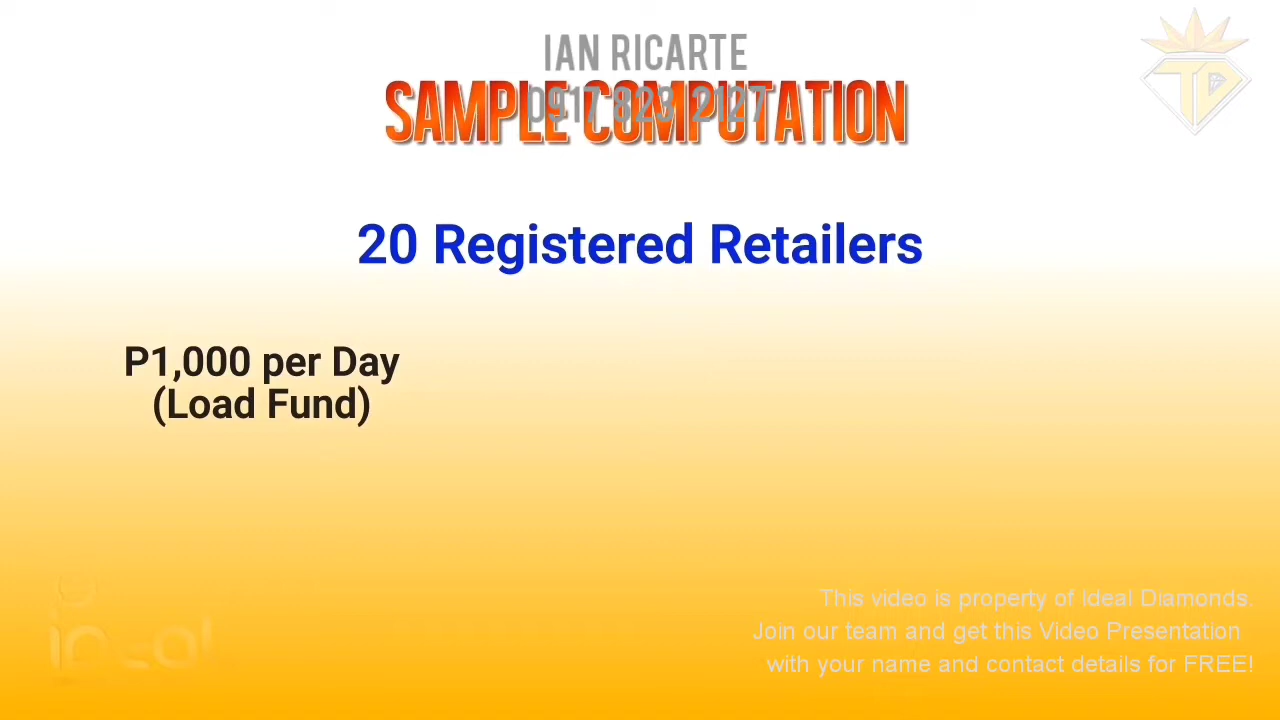 IAN RICARTE
SAMPLE COMPUTATION
20 Registered Retailers
P1,000 per Day
(Load Fund)
This video is property of Ideal Diamonds.
Join our team and get this Video Presentation
with your name and contact details for FREE!